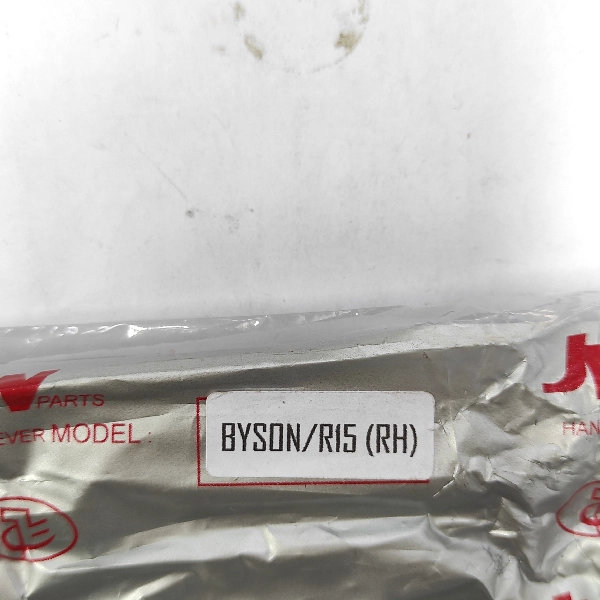 PARTS
EVER MODEL :
BYSON/R15 (RH)
HAN